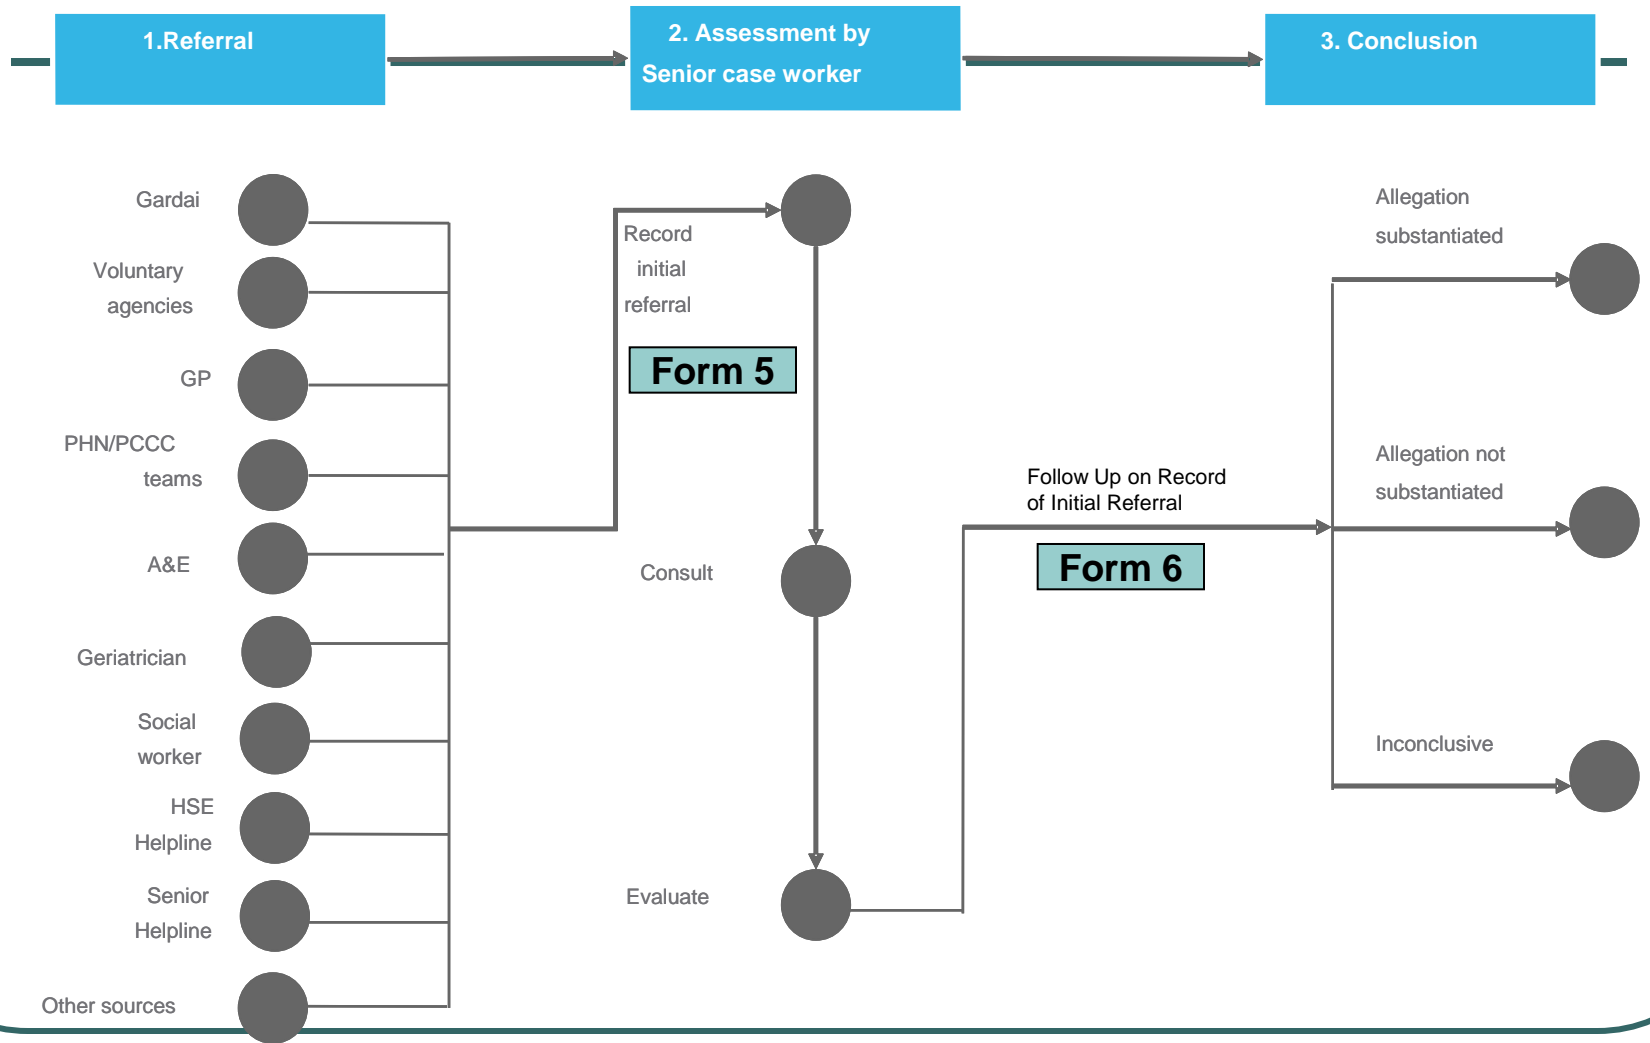 1.Referral
2. Assessment by
Senior case worker
3. Conclusion
Gardai
Voluntary
agencies
GP
PHN/PCCC
teams
A&E
Geriatrician
Social
worker
HSE
Helpline
Senior
Helpline
Other sources
Record
initial
referral
Form 5
Consult
Evaluate
Follow Up on Record
of Initial Referral
Form 6
Allegation
substantiated
Allegation not
substantiated
Inconclusive